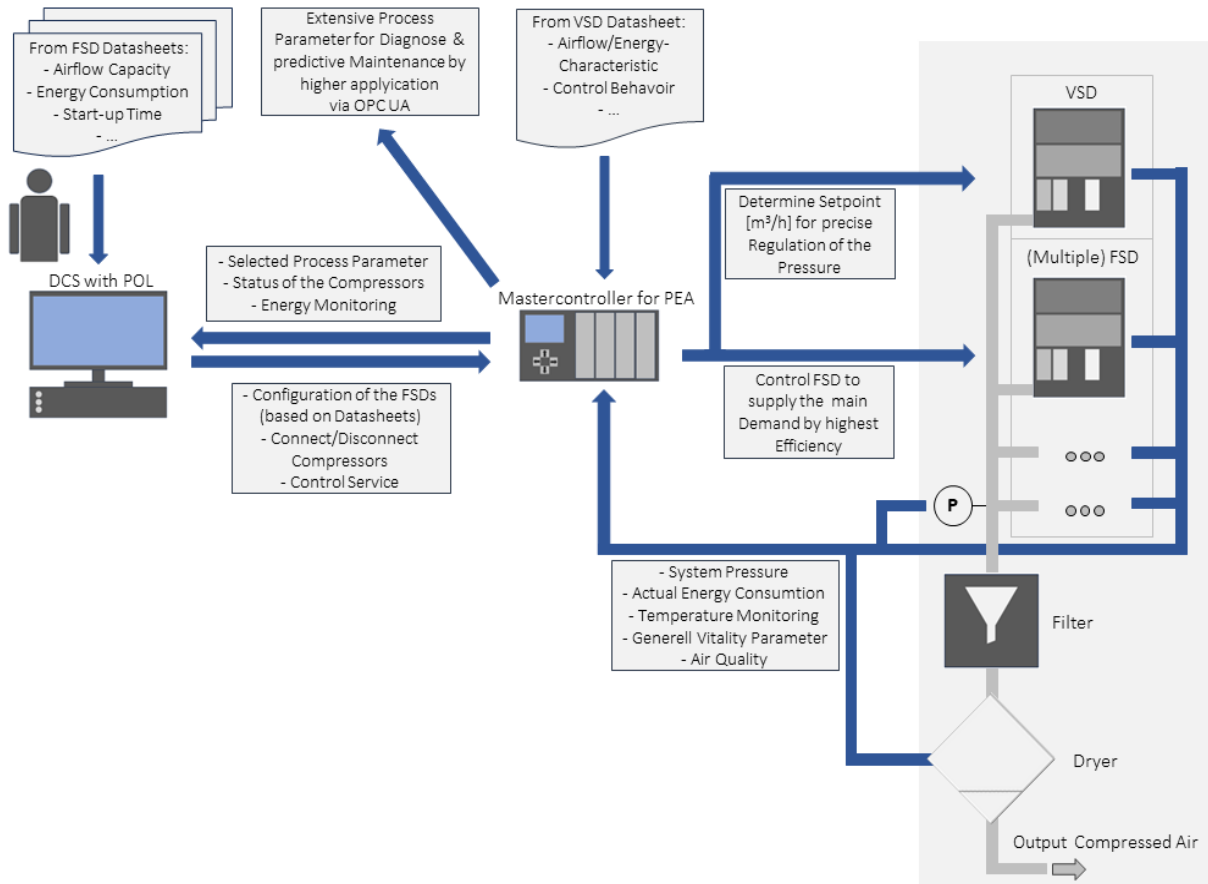 From FSD Datasheets:
- Airflow Capacity
- Energy Consumption
- Start-up Time
- ...
Extensive Process
Parameter for Diagnose &
predictive Maintenance by
higher applyication
via OPC UA
From VSD Datasheet:
- Airflow/Energy-
Characteristic
- Control Behavoir
- ...
VSD
Determine Setpoint
[m³/h] for precise
Regulation of the
Pressure
(Multiple) FSD
DCS with POL
- Selected Process Parameter
- Status of the Compressors
- Energy Monitoring
Mastercontroller for PEA
- Configuration of the FSDs
(based on Datasheets)
- Connect/Disconnect
Compressors
- Control Service
Control FSD to
supply the main
Demand by highest
Efficiency
P
- System Pressure
- Actual Energy Consumtion
- Temperature Monitoring
- Generell Vitality Parameter
- Air Quality
Filter
Dryer
Output Compressed Air